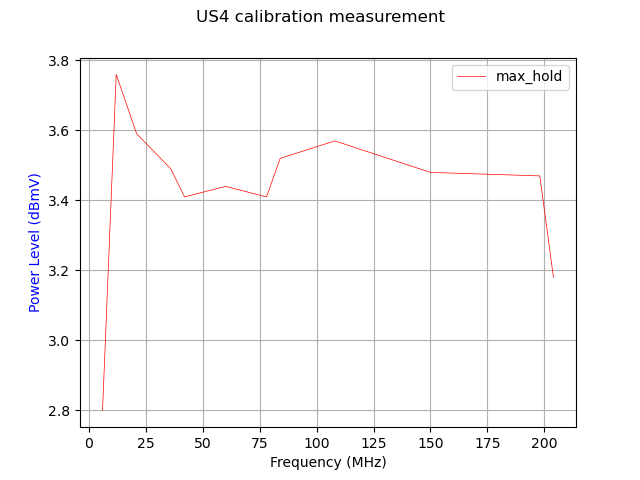 US4 calibration measurement
max_hold
3.8
3.6
3.4
3.2
3.0
2.8
Power Level (dBmV)
0 25 50 75 100 125 150 175 200
Frequency (MHz)